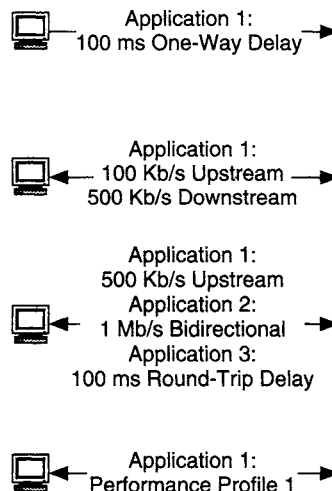 Application 1:
100 ms One-Way Delay
Application 1:
100 Kb/s Upstream
500 Kb/s Downstream
Application 1:
500 Kb/s Upstream
Application 2:
1 Mb/s Bidirectional
Application 3:
100 ms Round-Trip Delay
Application 1:
Performance Profile 1